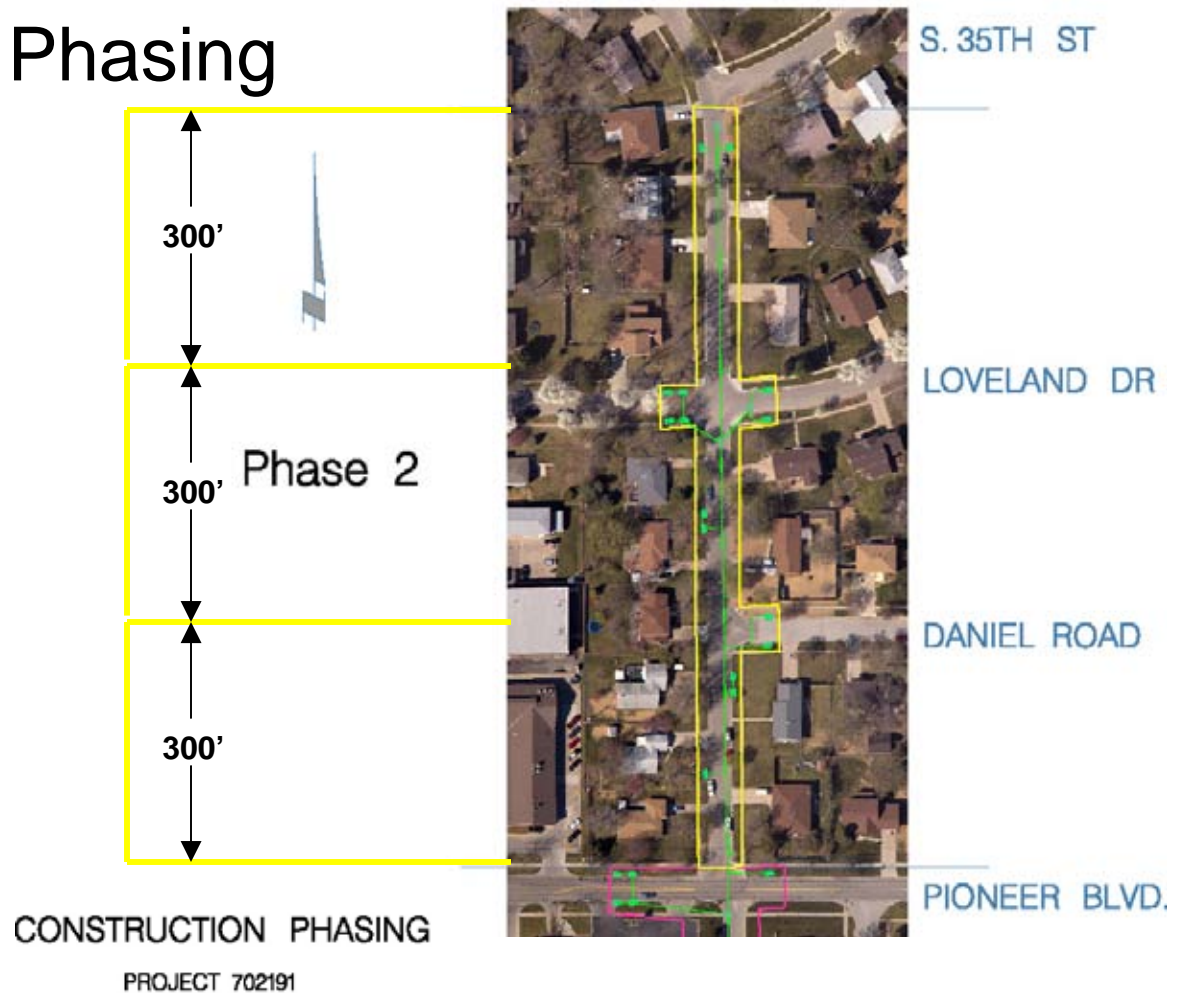 Phasing
S. 35TH ST
300’
LOVELAND DR
Phase 2
300’
DANIEL ROAD
300’
PIONEER BLVD.
CONSTRUCTION PHASING
PROJECT 702191